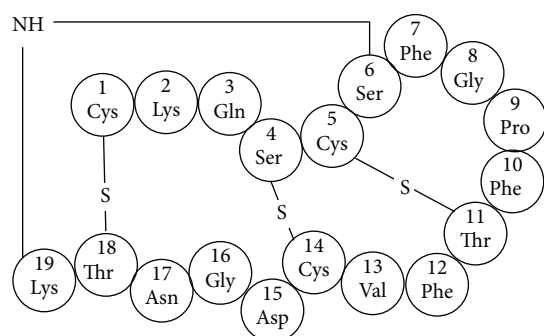 NH
1
Cys
2
Lys
3
Gln
4
Ser
5
Cys
6
Ser
7
Phe
8
Gly
9
Pro
10
Phe
11
Thr
12
Phe
13
Val
14
Cys
15
Asp
16
Gly
17
Asn
18
Thr
19
Lys
S
S
S